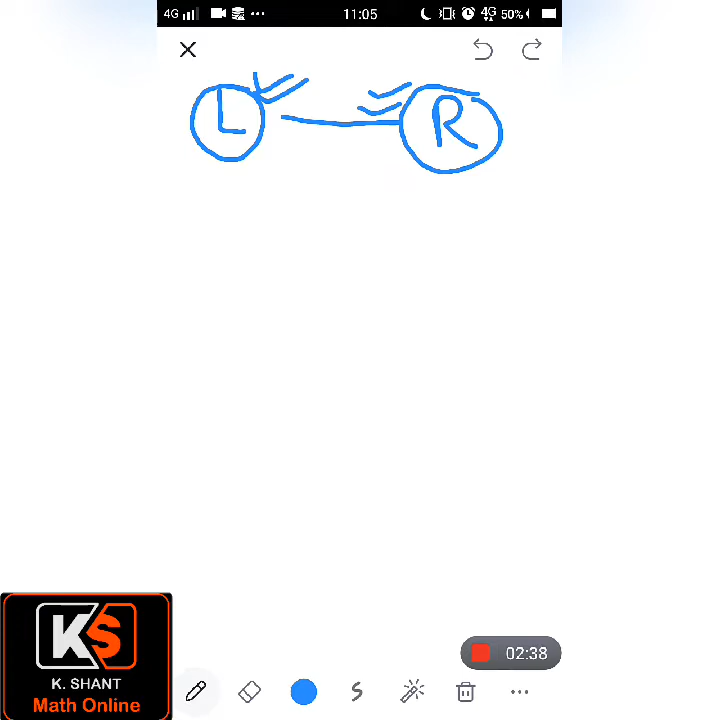 4G 11:05 4G 50%
L R
02:38
KS
K. SHANT
Math Online
S